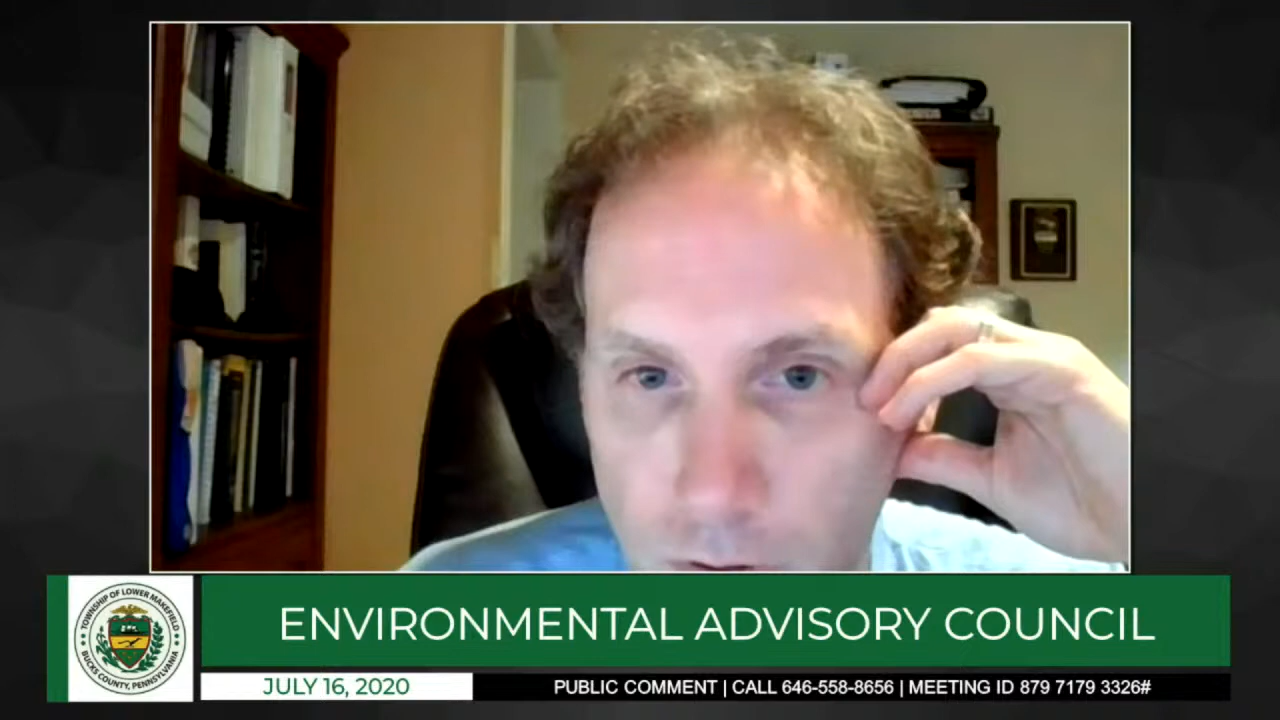 ENVIRONMENTAL ADVISORY COUNCIL
TOWNSHIP OF LOWER MAKEFIELD
BUCKS COUNTY, PENNSYLVANIA
JULY 16, 2020
PUBLIC COMMENT | CALL 646-558-8656 | MEETING ID 879 7179 3326#